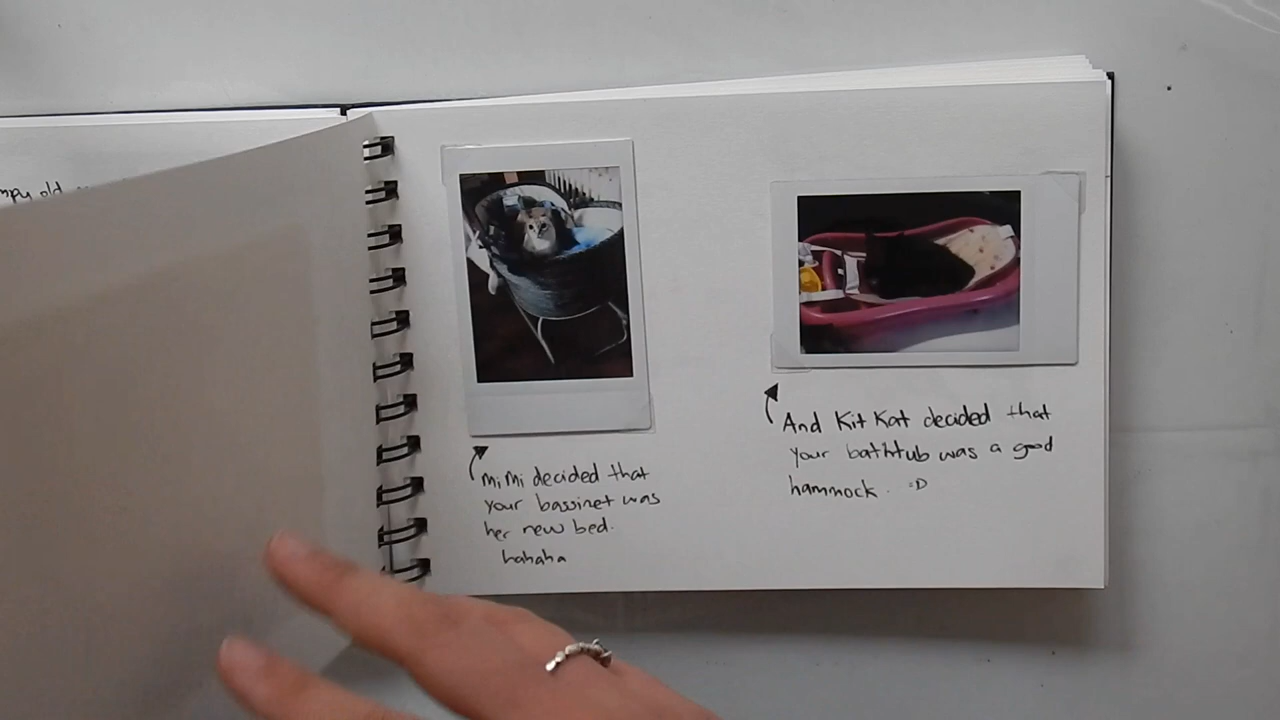 mimi decided that
your bassinet was
her new bed.
hahaha
And Kit Kat decided that
your bathtub was a good
hammock. =D